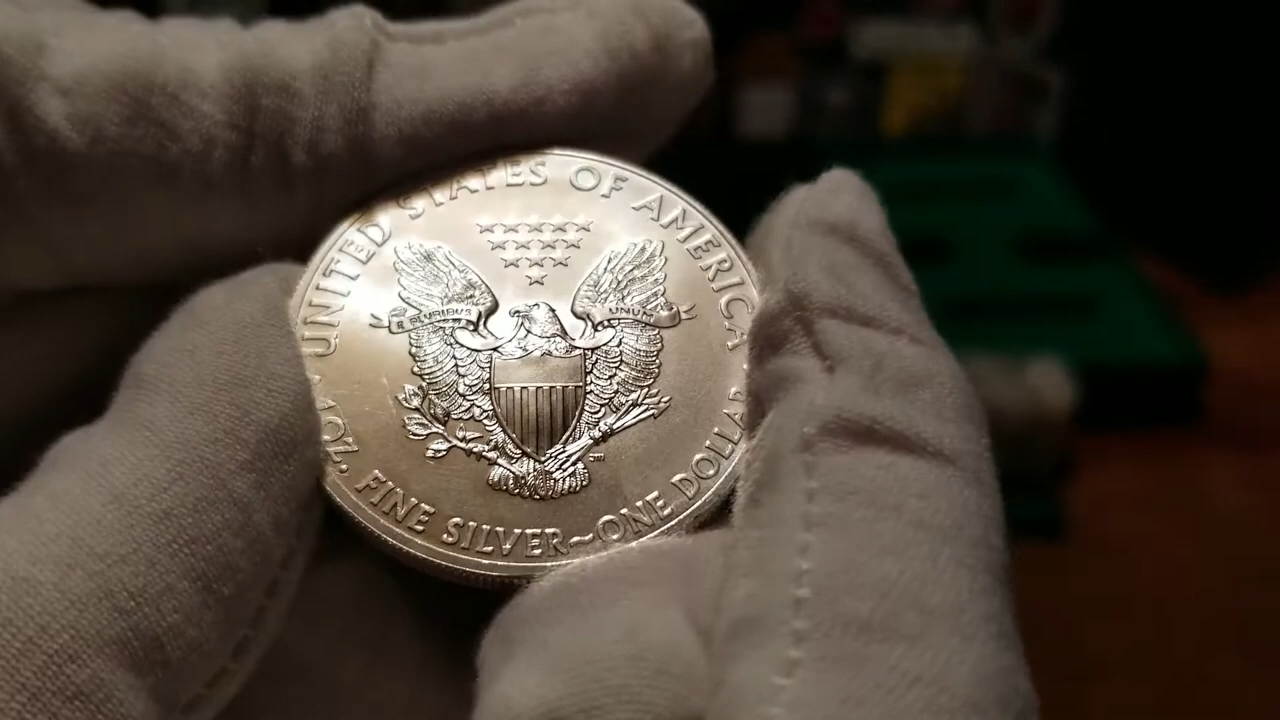 UNITED STATES OF AMERICA
E PLURIBUS
UNUM
1 OZ. FINE SILVER~ONE DOLLAR